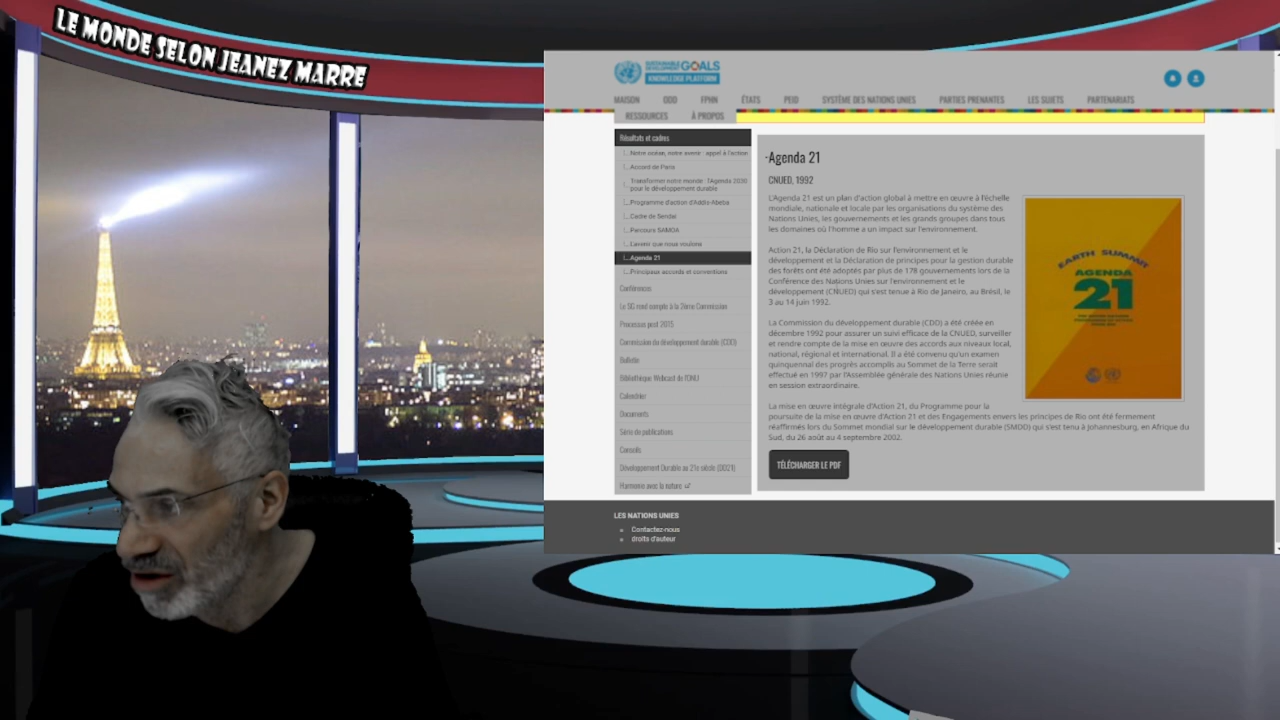 LE MONDE SELON JEANEZ MARRE
SUSTAINABLE
DEVELOPMENT GOALS
KNOWLEDGE PLATFORM
MAISON ODD FPHN ÉTATS PEID SYSTÈME DES NATIONS UNIES PARTIES PRENANTES LES SUJETS PARTENARIATS
RESSOURCES À PROPOS
Résultats et cadres
Notre océan, notre avenir : appel à l'action
Accord de Paris
Transformer notre monde : l'Agenda 2030
pour le développement durable
Programme d'action d'Addis-Abeba
Cadre de Sendai
Parcours SAMOA
L'avenir que nous voulons
Agenda 21
Principaux accords et conventions
Conférences
Le SG rend compte à la 2ème Commission
Processus post 2015
Commission du développement durable (CDD)
Bulletin
Bibliothèque Webcast de l'ONU
Calendrier
Documents
Série de publications
Conseils
Développement Durable au 21e siècle (DD21)
Harmonie avec la nature
-Agenda 21
CNUED, 1992
L'Agenda 21 est un plan d'action global à mettre en œuvre à l'échelle
mondiale, nationale et locale par les organisations du système des
Nations Unies, les gouvernements et les grands groupes dans tous
les domaines où l'homme a un impact sur l'environnement.
Action 21, la Déclaration de Rio sur l'environnement et le
développement et la Déclaration de principes pour la gestion durable
des forêts ont été adoptés par plus de 178 gouvernements lors de la
Conférence des Nations Unies sur l'environnement et le
développement (CNUED) qui s'est tenue à Rio de Janeiro, au Brésil, le
3 au 14 juin 1992.
La Commission du développement durable (CDD) a été créée en
décembre 1992 pour assurer un suivi efficace de la CNUED, surveiller
et rendre compte de la mise en œuvre des accords aux niveaux local,
national, régional et international. Il a été convenu qu'un examen
quinquennal des progrès accomplis au Sommet de la Terre serait
effectué en 1997 par l'Assemblée générale des Nations Unies réunie
en session extraordinaire.
La mise en œuvre intégrale d'Action 21, du Programme pour la
poursuite de la mise en œuvre d'Action 21 et des Engagements envers les principes de Rio ont été fermement
réaffirmés lors du Sommet mondial sur le développement durable (SMDD) qui s'est tenu à Johannesburg, en Afrique du
Sud, du 26 août au 4 septembre 2002.
TÉLÉCHARGER LE PDF
EARTH SUMMIT
AGENDA
21
LES NATIONS UNIES
Contactez-nous
droits d'auteur